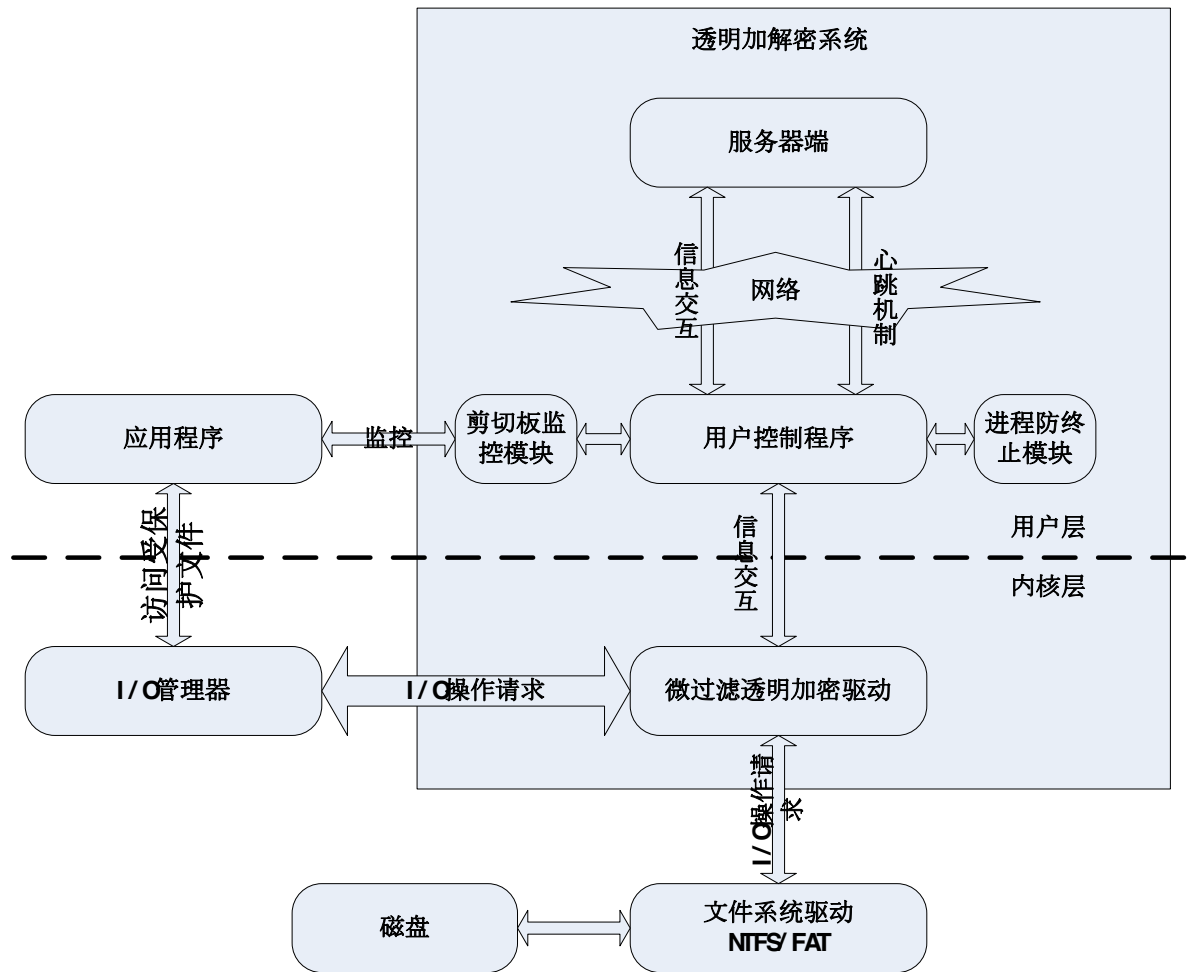 透明加解密系统
服务器端
信息交互
网络
心跳机制
应用程序
监控
剪切板监
控模块
用户控制程序
进程防终
止模块
访问受保
护文件
信息交互
用户层
内核层
I/O管理器
I/O操作请求
微过滤透明加密驱动
I/O操作请
求
磁盘
文件系统驱动
NTFS/FAT